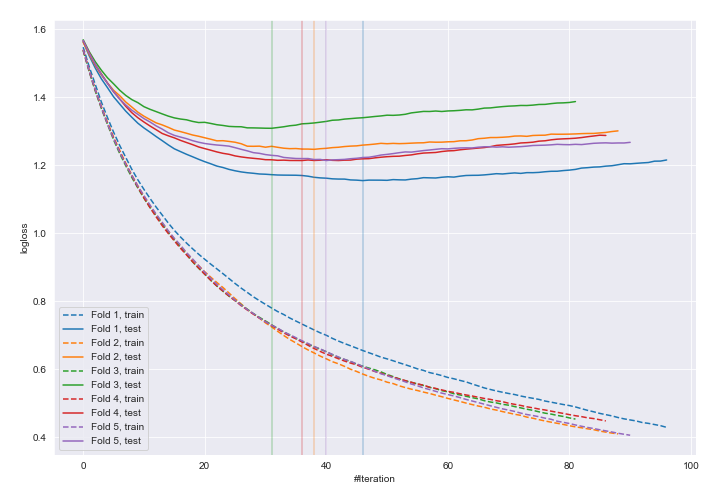 1.6
1.4
1.2
1.0
0.8
0.6
0.4
logloss
Fold 1, train
Fold 1, test
Fold 2, train
Fold 2, test
Fold 3, train
Fold 3, test
Fold 4, train
Fold 4, test
Fold 5, train
Fold 5, test
0 20 40 60 80 100
#Iteration